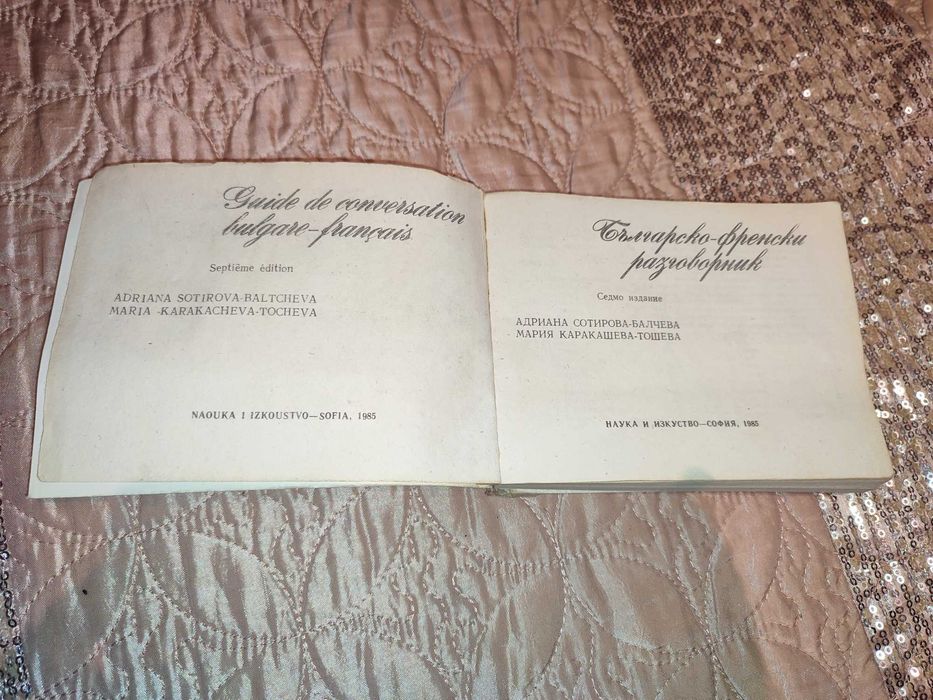 Guide de conversation
bulgare-français
Septième édition
ADRIANA SOTIROVA-BALTCHEVA
MARIA KARAKACHEVA-TOCHEVA
NAOUKA I IZKOUSTVO—SOFIA, 1985
Българско-френски
разговорник
Седмо издание
АДРИАНА СОТИРОВА-БАЛЧЕВА
МАРИЯ КАРАКАШЕВА-ТОШЕВА
НАУКА И ИЗКУСТВО—СОФИЯ, 1985